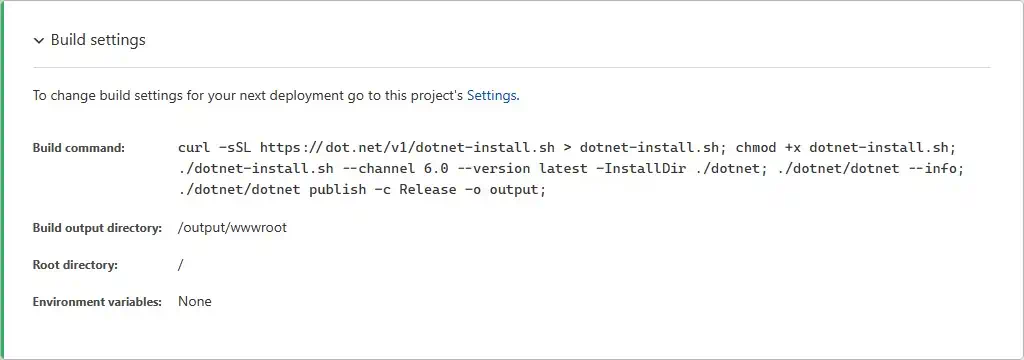 Build settings
To change build settings for your next deployment go to this project's Settings.
Build command: curl -sSL https://dot.net/v1/dotnet-install.sh > dotnet-install.sh; chmod +x dotnet-install.sh;
./dotnet-install.sh --channel 6.0 --version latest -InstallDir ./dotnet; ./dotnet/dotnet --info;
./dotnet/dotnet publish -c Release -o output;
Build output directory: /output/wwwroot
Root directory: /
Environment variables: None